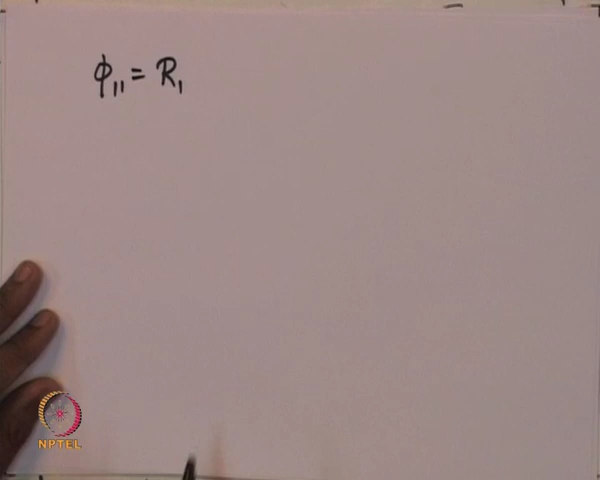 φ₁₁ = R₁
NPTEL